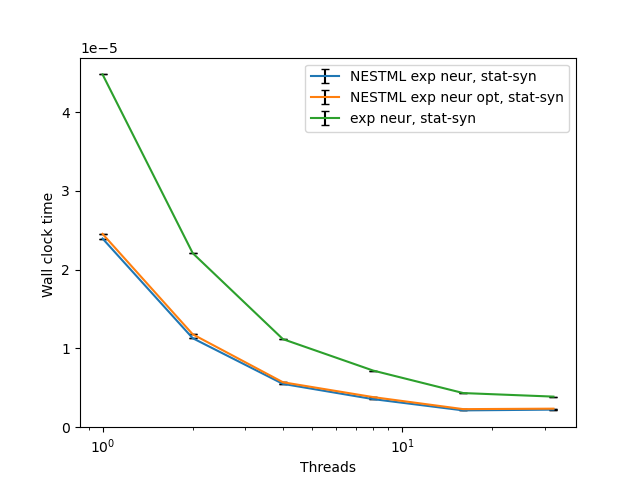 1e−5
NESTML exp neur, stat-syn
NESTML exp neur opt, stat-syn
exp neur, stat-syn
4
3
2
1
0
Wall clock time
10⁰
10¹
Threads